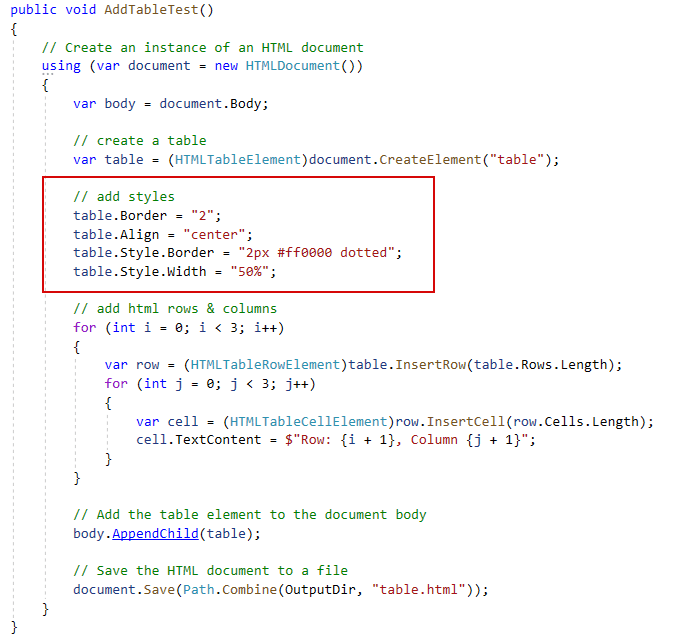 public void AddTableTest()
{
    // Create an instance of an HTML document
    using (var document = new HTMLDocument())
    {
        var body = document.Body;

        // create a table
        var table = (HTMLTableElement)document.CreateElement("table");

        // add styles
        table.Border = "2";
        table.Align = "center";
        table.Style.Border = "2px #ff0000 dotted";
        table.Style.Width = "50%";

        // add html rows & columns
        for (int i = 0; i < 3; i++)
        {
            var row = (HTMLTableRowElement)table.InsertRow(table.Rows.Length);
            for (int j = 0; j < 3; j++)
            {
                var cell = (HTMLTableCellElement)row.InsertCell(row.Cells.Length);
                cell.TextContent = $"Row: {i + 1}, Column {j + 1}";
            }
        }

        // Add the table element to the document body
        body.AppendChild(table);

        // Save the HTML document to a file
        document.Save(Path.Combine(OutputDir, "table.html"));
    }
}